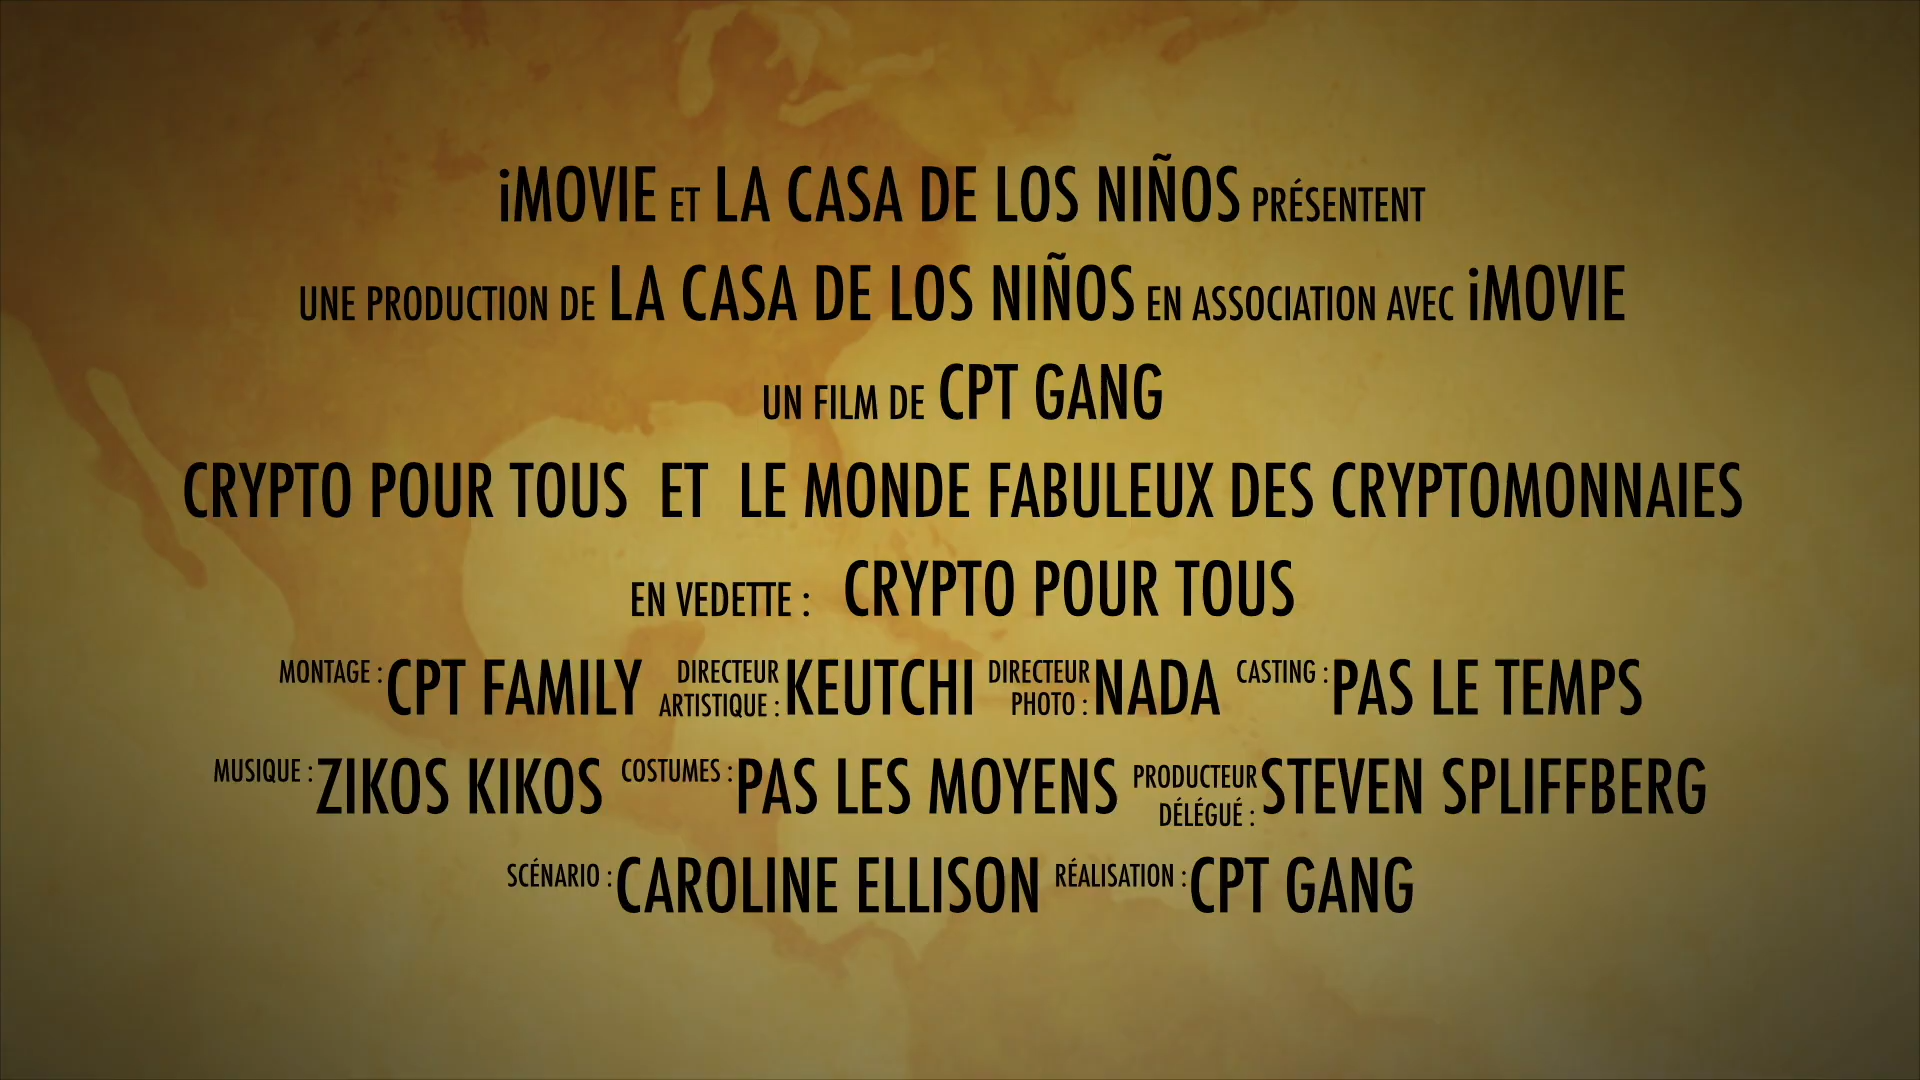 iMOVIE ET LA CASA DE LOS NIÑOS PRÉSENTENT
UNE PRODUCTION DE LA CASA DE LOS NIÑOS EN ASSOCIATION AVEC iMOVIE
UN FILM DE CPT GANG
CRYPTO POUR TOUS ET LE MONDE FABULEUX DES CRYPTOMONNAIES
EN VEDETTE : CRYPTO POUR TOUS
MONTAGE : CPT FAMILY DIRECTEUR ARTISTIQUE : KEUTCHI DIRECTEUR PHOTO : NADA CASTING : PAS LE TEMPS
MUSIQUE : ZIKOS KIKOS COSTUMES : PAS LES MOYENS PRODUCTEUR DÉLÉGUÉ : STEVEN SPLIFFBERG
SCÉNARIO : CAROLINE ELLISON RÉALISATION : CPT GANG